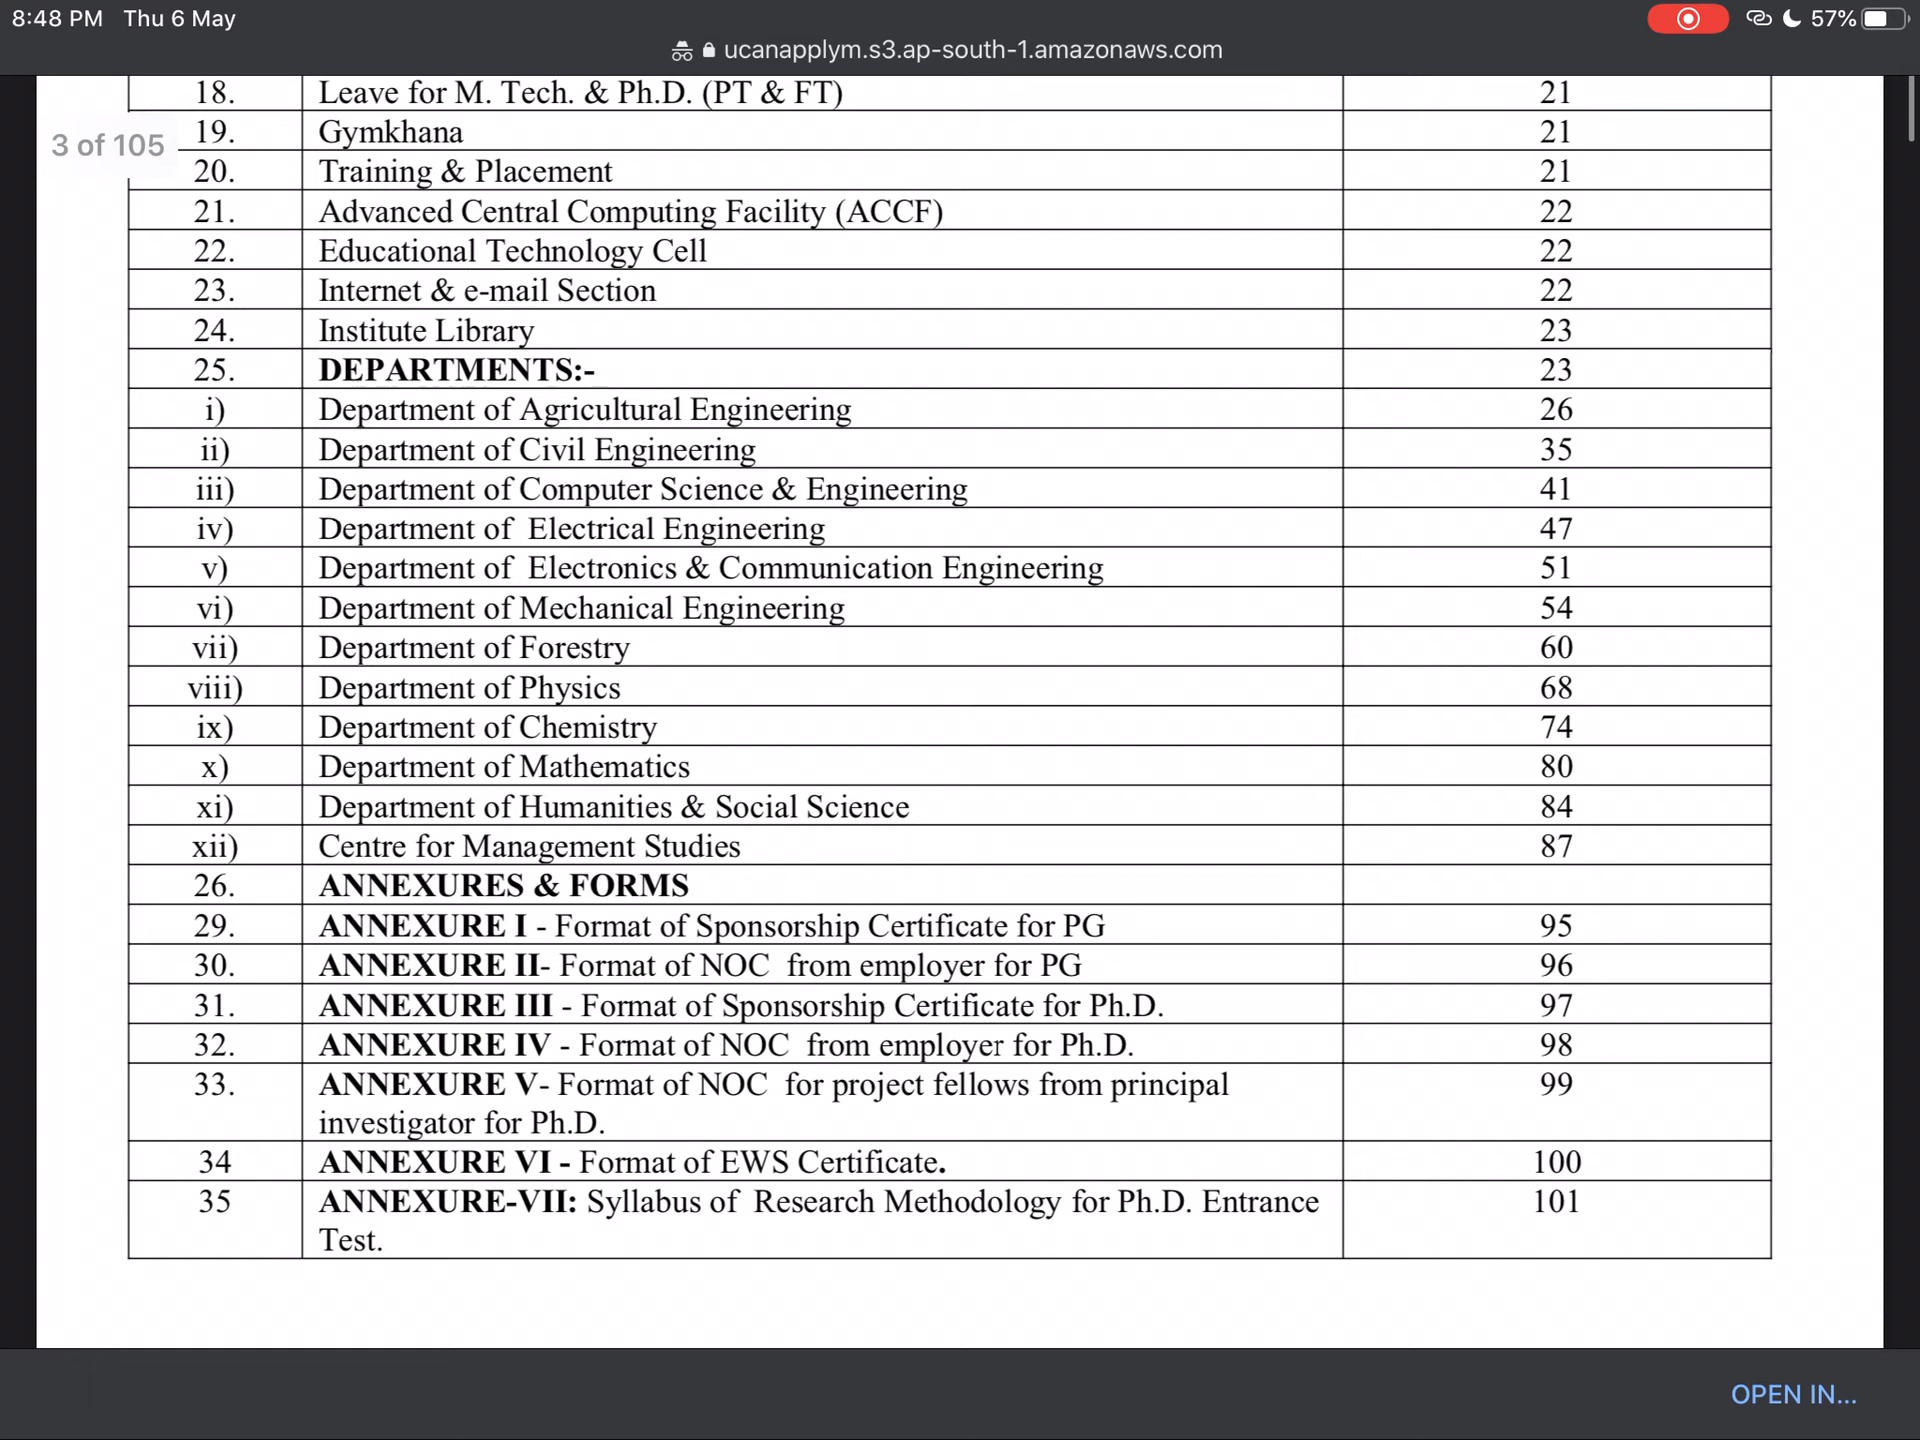 8:48 PM Thu 6 May 57%
ucanapplym.s3.ap-south-1.amazonaws.com
3 of 105
18. Leave for M. Tech. & Ph.D. (PT & FT) 21
19. Gymkhana 21
20. Training & Placement 21
21. Advanced Central Computing Facility (ACCF) 22
22. Educational Technology Cell 22
23. Internet & e-mail Section 22
24. Institute Library 23
25. DEPARTMENTS:- 23
i) Department of Agricultural Engineering 26
ii) Department of Civil Engineering 35
iii) Department of Computer Science & Engineering 41
iv) Department of Electrical Engineering 47
v) Department of Electronics & Communication Engineering 51
vi) Department of Mechanical Engineering 54
vii) Department of Forestry 60
viii) Department of Physics 68
ix) Department of Chemistry 74
x) Department of Mathematics 80
xi) Department of Humanities & Social Science 84
xii) Centre for Management Studies 87
26. ANNEXURES & FORMS
29. ANNEXURE I - Format of Sponsorship Certificate for PG 95
30. ANNEXURE II- Format of NOC from employer for PG 96
31. ANNEXURE III - Format of Sponsorship Certificate for Ph.D. 97
32. ANNEXURE IV - Format of NOC from employer for Ph.D. 98
33. ANNEXURE V- Format of NOC for project fellows from principal 99
investigator for Ph.D.
34 ANNEXURE VI - Format of EWS Certificate. 100
35 ANNEXURE-VII: Syllabus of Research Methodology for Ph.D. Entrance 101
Test.
OPEN IN...